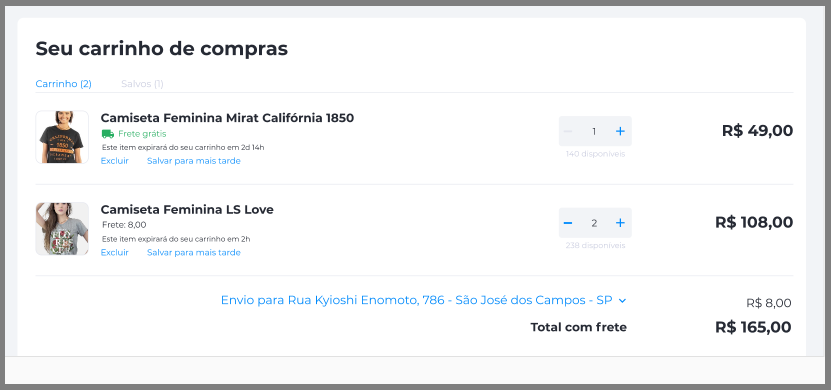 Seu carrinho de compras
Carrinho (2) Salvos (1)
Camiseta Feminina Mirat Califórnia 1850
Frete grátis
Este item expirará do seu carrinho em 2d 14h
Excluir Salvar para mais tarde
1
140 disponíveis
R$ 49,00
Camiseta Feminina LS Love
Frete: 8,00
Este item expirará do seu carrinho em 2h
Excluir Salvar para mais tarde
2
238 disponíveis
R$ 108,00
Envio para Rua Kyioshi Enomoto, 786 - São José dos Campos - SP R$ 8,00
Total com frete R$ 165,00